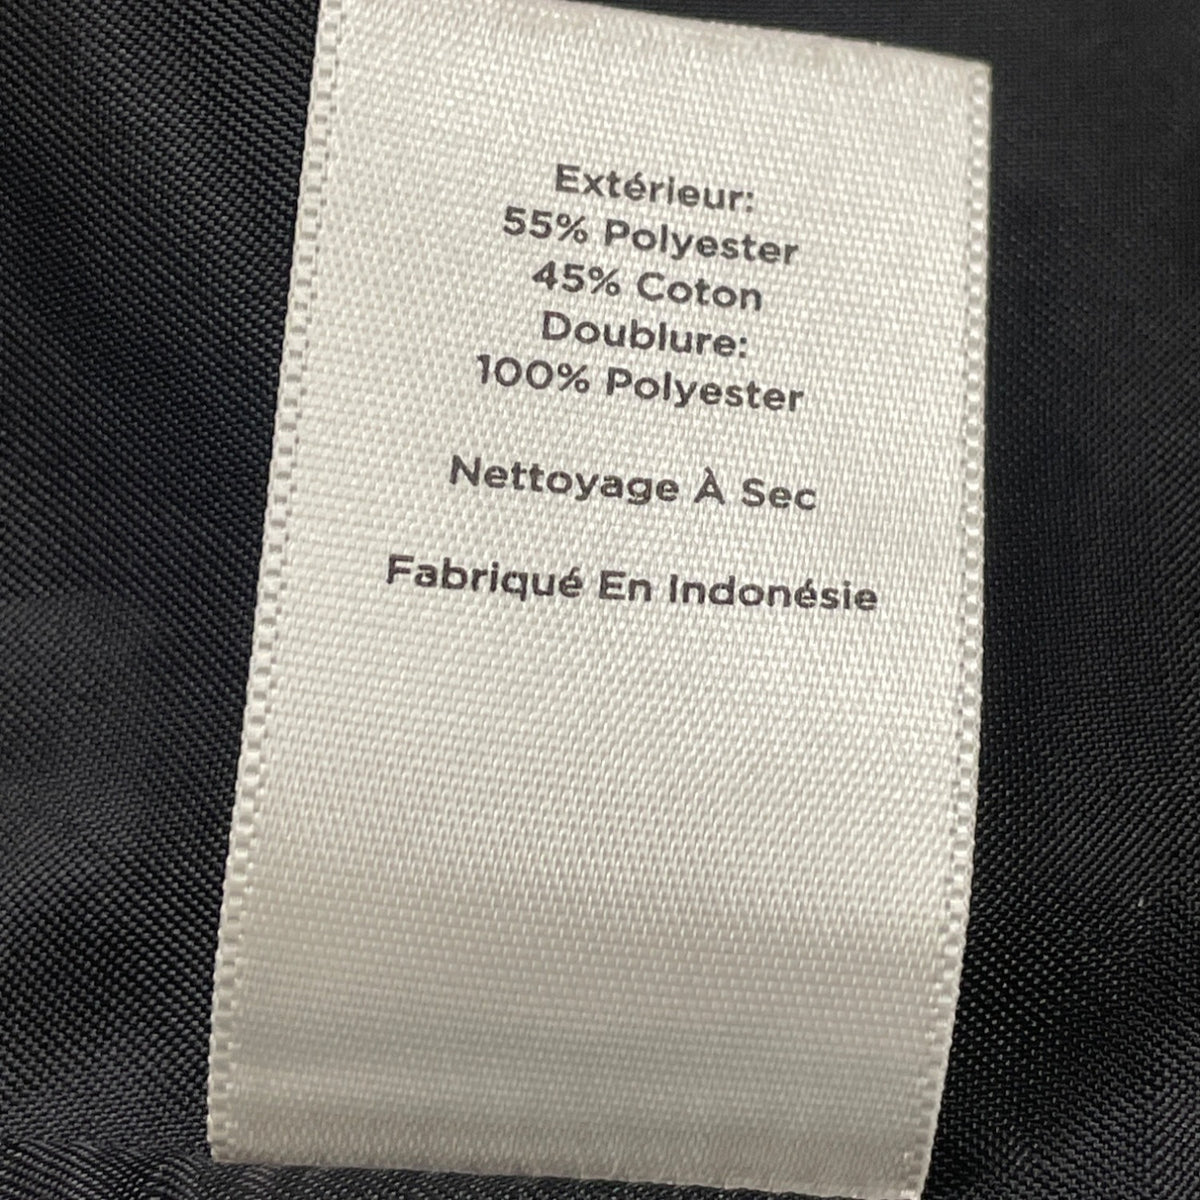 Extérieur:
55% Polyester
45% Coton
Doublure:
100% Polyester
Nettoyage À Sec
Fabriqué En Indonésie